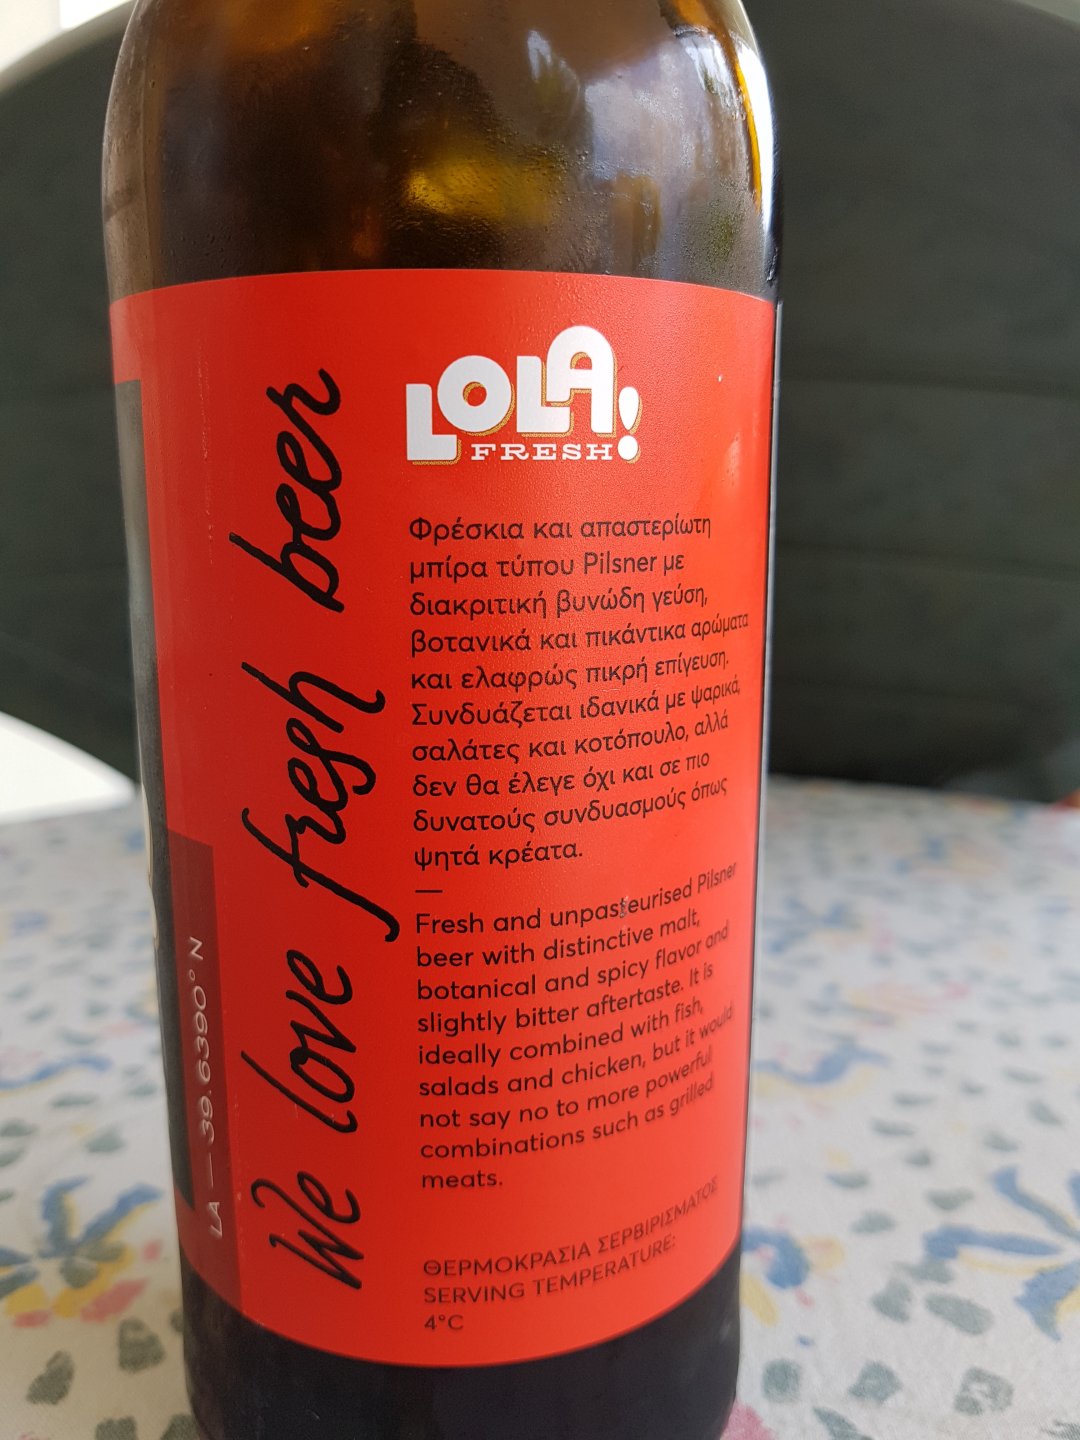 LOLA!
FRESH
We love fresh beer
LA — 39.6390° N
Φρέσκια και απαστερίωτη
μπίρα τύπου Pilsner με
διακριτική βυνώδη γεύση,
βοτανικά και πικάντικα αρώματα
και ελαφρώς πικρή επίγευση.
Συνδυάζεται ιδανικά με ψαρικά,
σαλάτες και κοτόπουλο, αλλά
δεν θα έλεγε όχι και σε πιο
δυνατούς συνδυασμούς όπως
ψητά κρέατα.
—
Fresh and unpasteurised Pilsner
beer with distinctive malt,
botanical and spicy flavor and
slightly bitter aftertaste. It is
ideally combined with fish,
salads and chicken, but it would
not say no to more powerful
combinations such as grilled
meats.
ΘΕΡΜΟΚΡΑΣΙΑ ΣΕΡΒΙΡΙΣΜΑΤΟΣ
SERVING TEMPERATURE:
4°C